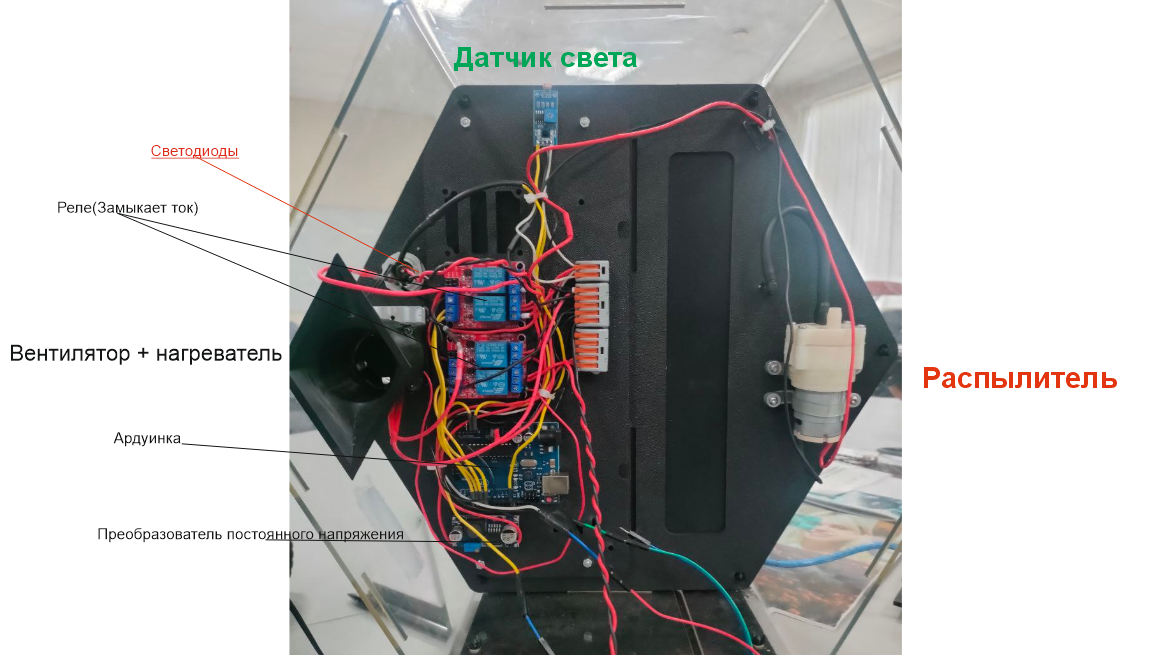 Датчик света
Светодиоды
Реле(Замыкает ток)
Вентилятор + нагреватель
Распылитель
Ардуинка
Преобразователь постоянного напряжения